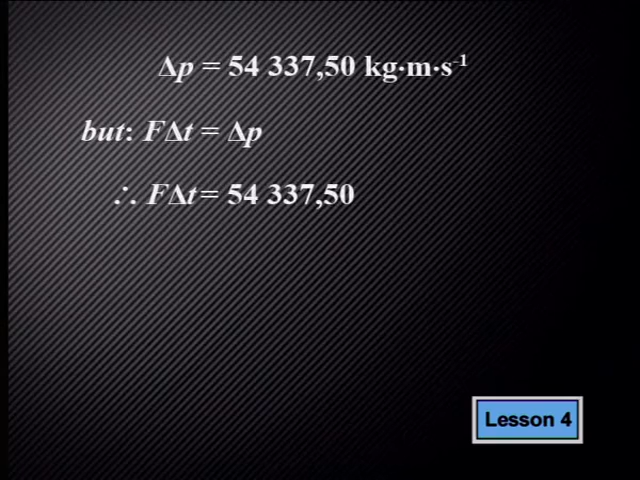 Δp = 54 337,50 kg·m·s⁻¹
but: FΔt = Δp
∴ FΔt = 54 337,50
Lesson 4